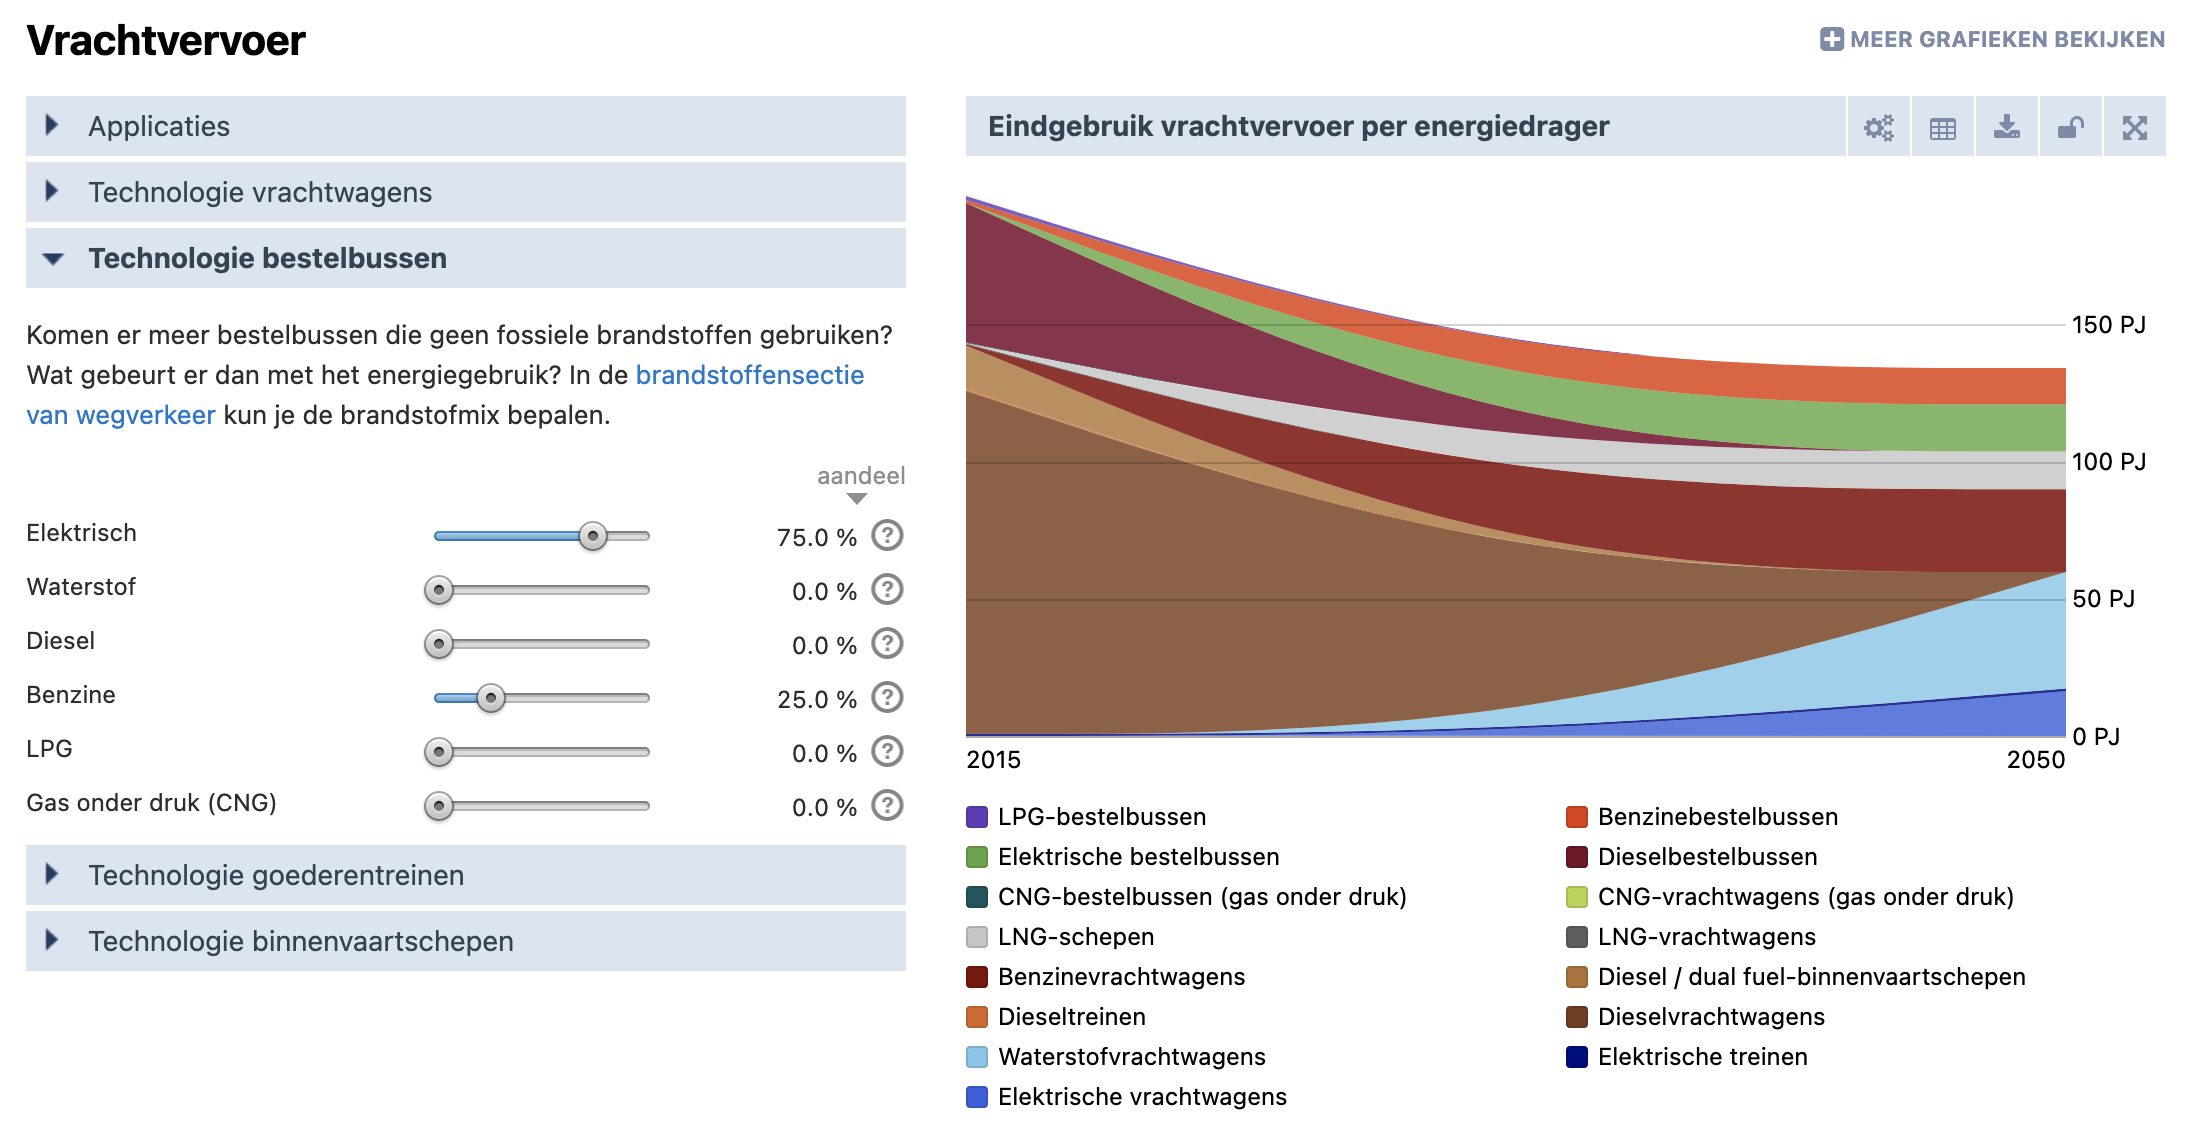 Vrachtvervoer
MEER GRAFIEKEN BEKIJKEN
Applicaties
Technologie vrachtwagens
Technologie bestelbussen
Komen er meer bestelbussen die geen fossiele brandstoffen gebruiken?
Wat gebeurt er dan met het energiegebruik? In de brandstoffensectie
van wegverkeer kun je de brandstofmix bepalen.
aandeel
Elektrisch 75.0 % ?
Waterstof 0.0 % ?
Diesel 0.0 % ?
Benzine 25.0 % ?
LPG 0.0 % ?
Gas onder druk (CNG) 0.0 % ?
Technologie goederentreinen
Technologie binnenvaartschepen
Eindgebruik vrachtvervoer per energiedrager
150 PJ
100 PJ
50 PJ
0 PJ
2015 2050
LPG-bestelbussen
Benzinebestelbussen
Elektrische bestelbussen
Dieselbestelbussen
CNG-bestelbussen (gas onder druk)
CNG-vrachtwagens (gas onder druk)
LNG-schepen
LNG-vrachtwagens
Benzinevrachtwagens
Diesel / dual fuel-binnenvaartschepen
Dieseltreinen
Dieselvrachtwagens
Waterstofvrachtwagens
Elektrische treinen
Elektrische vrachtwagens